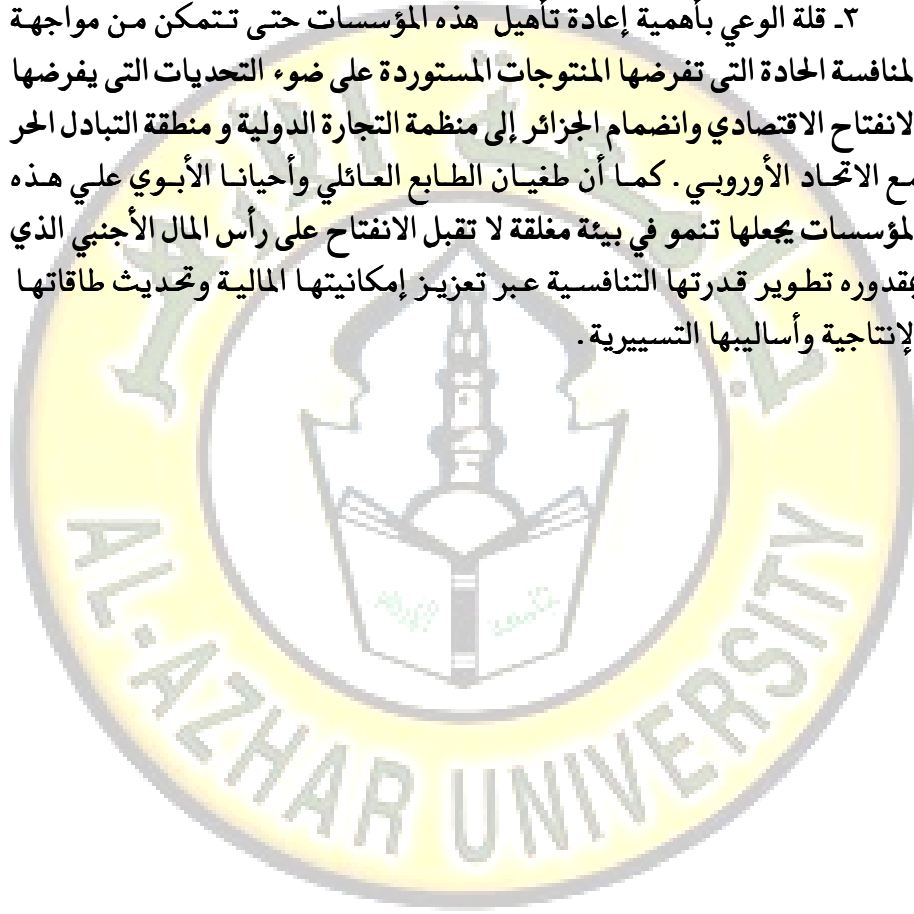 ٣ـ قلة الوعي بأهمية إعادة تأهيل هذه المؤسسات حتى تتمكن من مواجهة
لمنافسة الحادة التى تفرضها المنتوجات المستوردة على ضوء التحديات التى يفرضها
لانفتاح الاقتصادي وانضمام الجزائر إلى منظمة التجارة الدولية و منطقة التبادل الحر
مع الاتحاد الأوروبي . كما أن طغيان الطابع العائلي وأحيانا الأبوي علي هذه
لمؤسسات يجعلها تنمو في بيئة مغلقة لا تقبل الانفتاح على رأس المال الأجنبي الذي
بقدوره تطوير قدرتها التنافسية عبر تعزيز إمكانيتها المالية وتحديث طاقاتها
لإنتاجية وأساليبها التسييرية .
AL-AZHAR UNIVERSITY